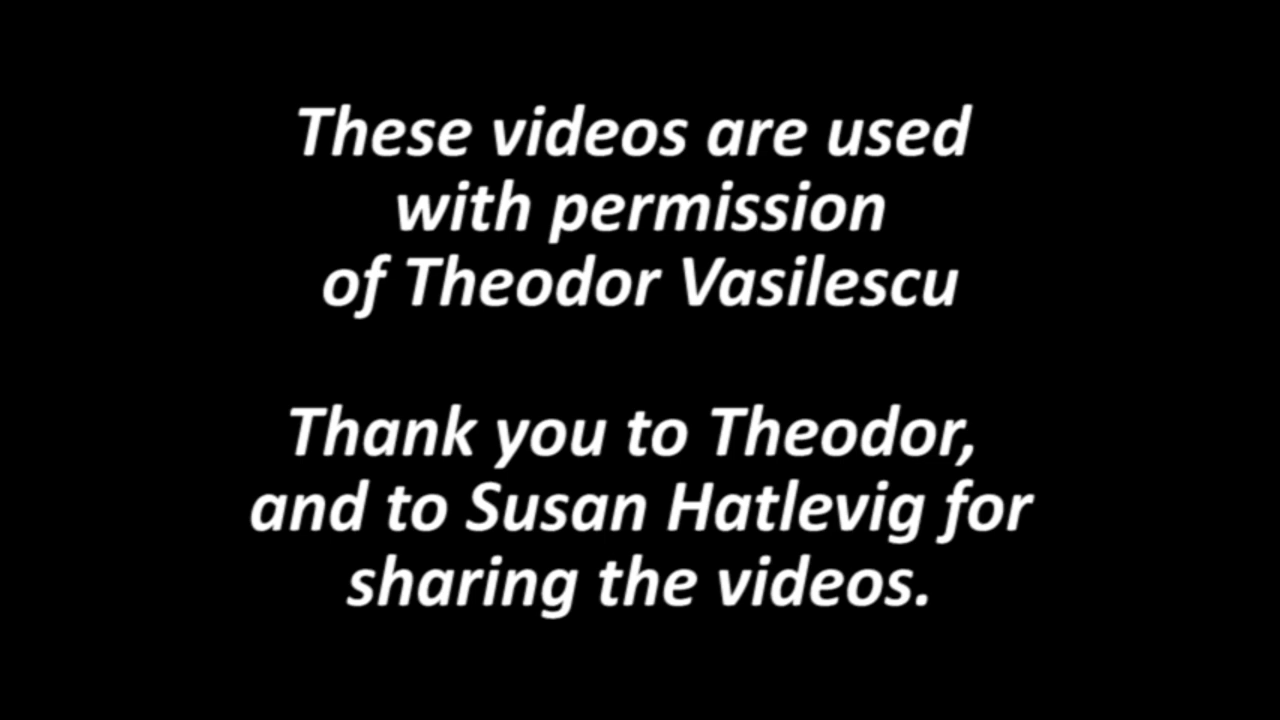 These videos are used
with permission
of Theodor Vasilescu
Thank you to Theodor,
and to Susan Hatlevig for
sharing the videos.